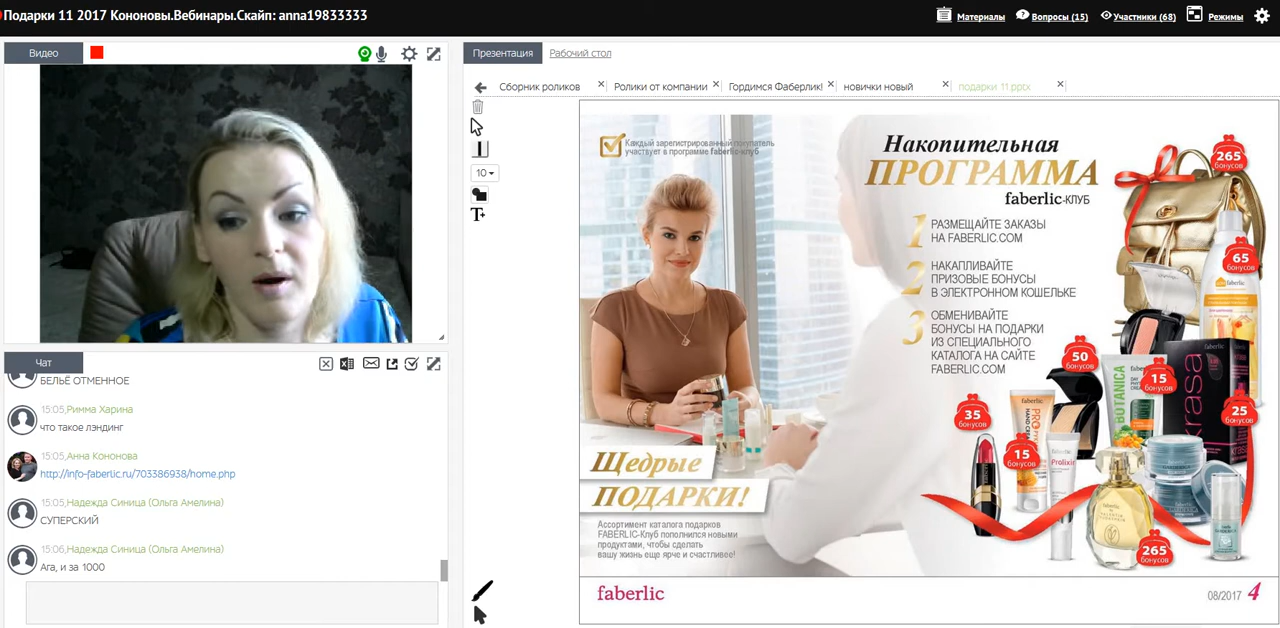 Подарки 11 2017 Кононовы.Вебинары.Скайп: anna19833333
Материалы
Вопросы (15)
Участники (68)
Режимы
Видео
Презентация
Рабочий стол
Сборник роликов
Ролики от компании
Гордимся Фаберлик!
новички новый
подарки 11.pptx
10
T+
Чат
БЕЛЬЁ ОТМЕННОЕ
15:05,Римма Харина
что такое лэндинг
15:05,Анна Кононова
http://info-faberlic.ru/703386938/home.php
15:05,Надежда Синица (Ольга Амелина)
СУПЕРСКИЙ
15:06,Надежда Синица (Ольга Амелина)
Ага, и за 1000
Каждый зарегистрированный покупатель
участвует в программе faberlic-клуб
Накопительная
ПРОГРАММА
faberlic-КЛУБ
1 РАЗМЕЩАЙТЕ ЗАКАЗЫ
НА FABERLIC.COM
2 НАКАПЛИВАЙТЕ
ПРИЗОВЫЕ БОНУСЫ
В ЭЛЕКТРОННОМ КОШЕЛЬКЕ
3 ОБМЕНИВАЙТЕ
БОНУСЫ НА ПОДАРКИ
ИЗ СПЕЦИАЛЬНОГО
КАТАЛОГА НА САЙТЕ
FABERLIC.COM
265
бонусов
65
бонусов
50
бонусов
15
бонусов
25
бонусов
35
бонусов
15
бонусов
265
бонусов
faberlic
BOTANICA
krasa
faberlic
PRO
HAND CREAM
Prolixir
Щедрые
ПОДАРКИ!
Ассортимент каталога подарков
FABERLIC-Клуб пополнился новыми
продуктами, чтобы сделать
вашу жизнь еще ярче и счастливее!
faberlic
08/2017 4